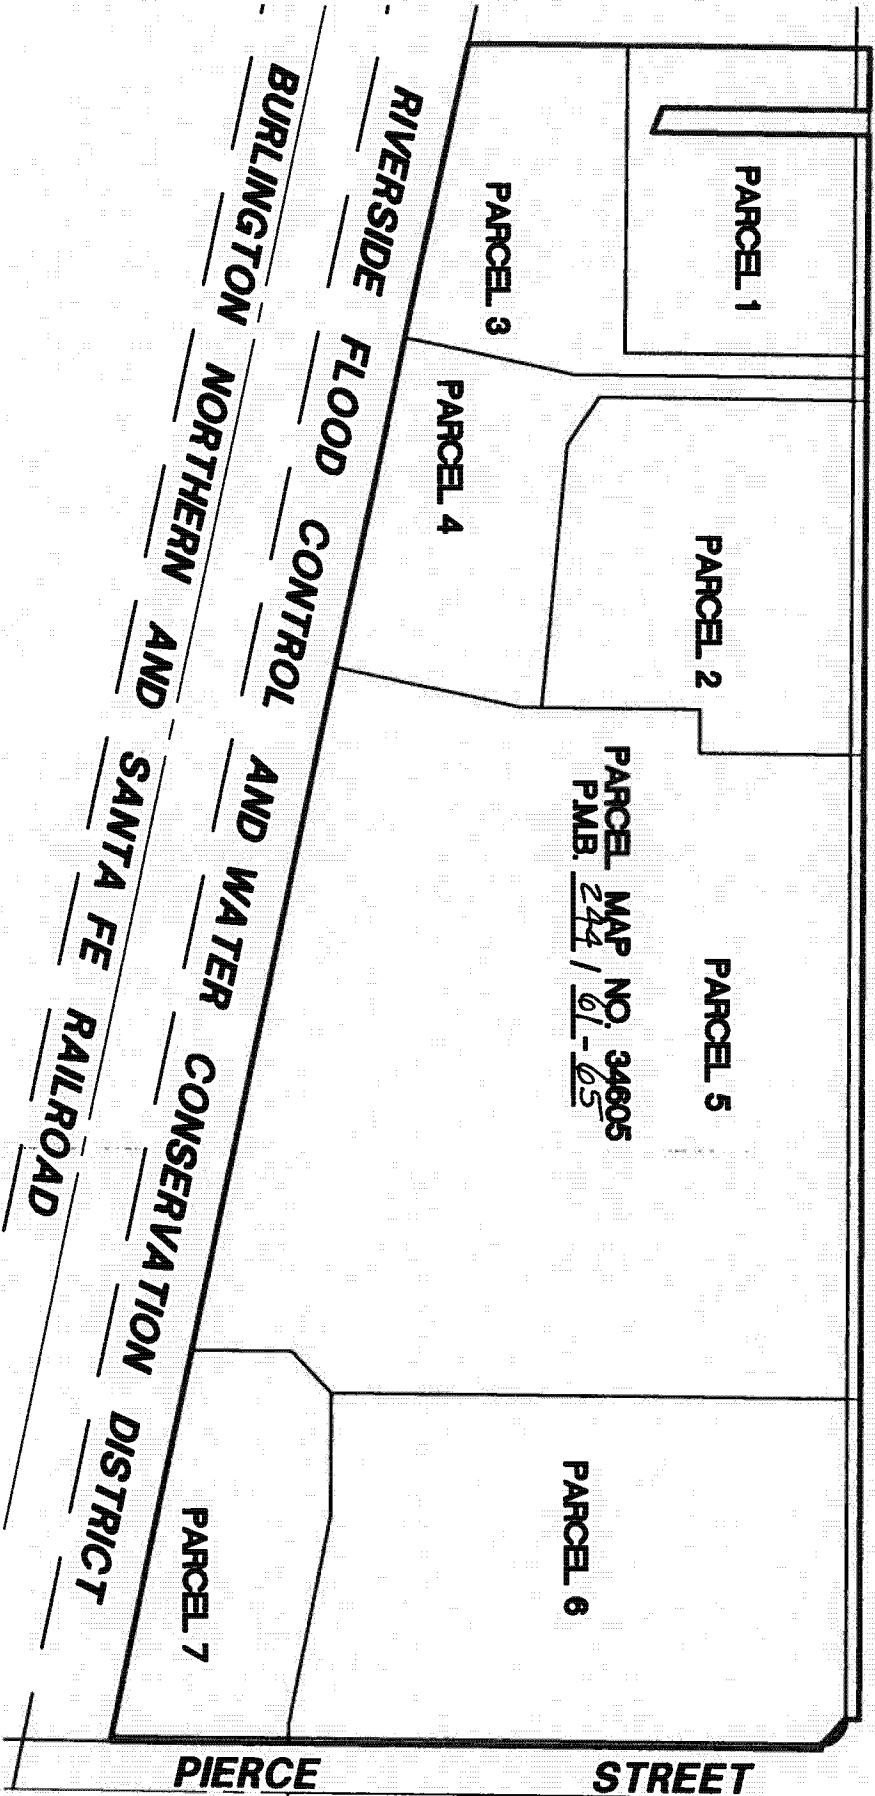 PARCEL 1
PARCEL 2
PARCEL 3
PARCEL 4
PARCEL 5
PARCEL MAP NO. 34605
P.M.B. 244 / 61 - 65
PARCEL 6
PARCEL 7
RIVERSIDE FLOOD CONTROL AND WATER CONSERVATION DISTRICT
BURLINGTON NORTHERN AND SANTA FE RAILROAD
PIERCE STREET